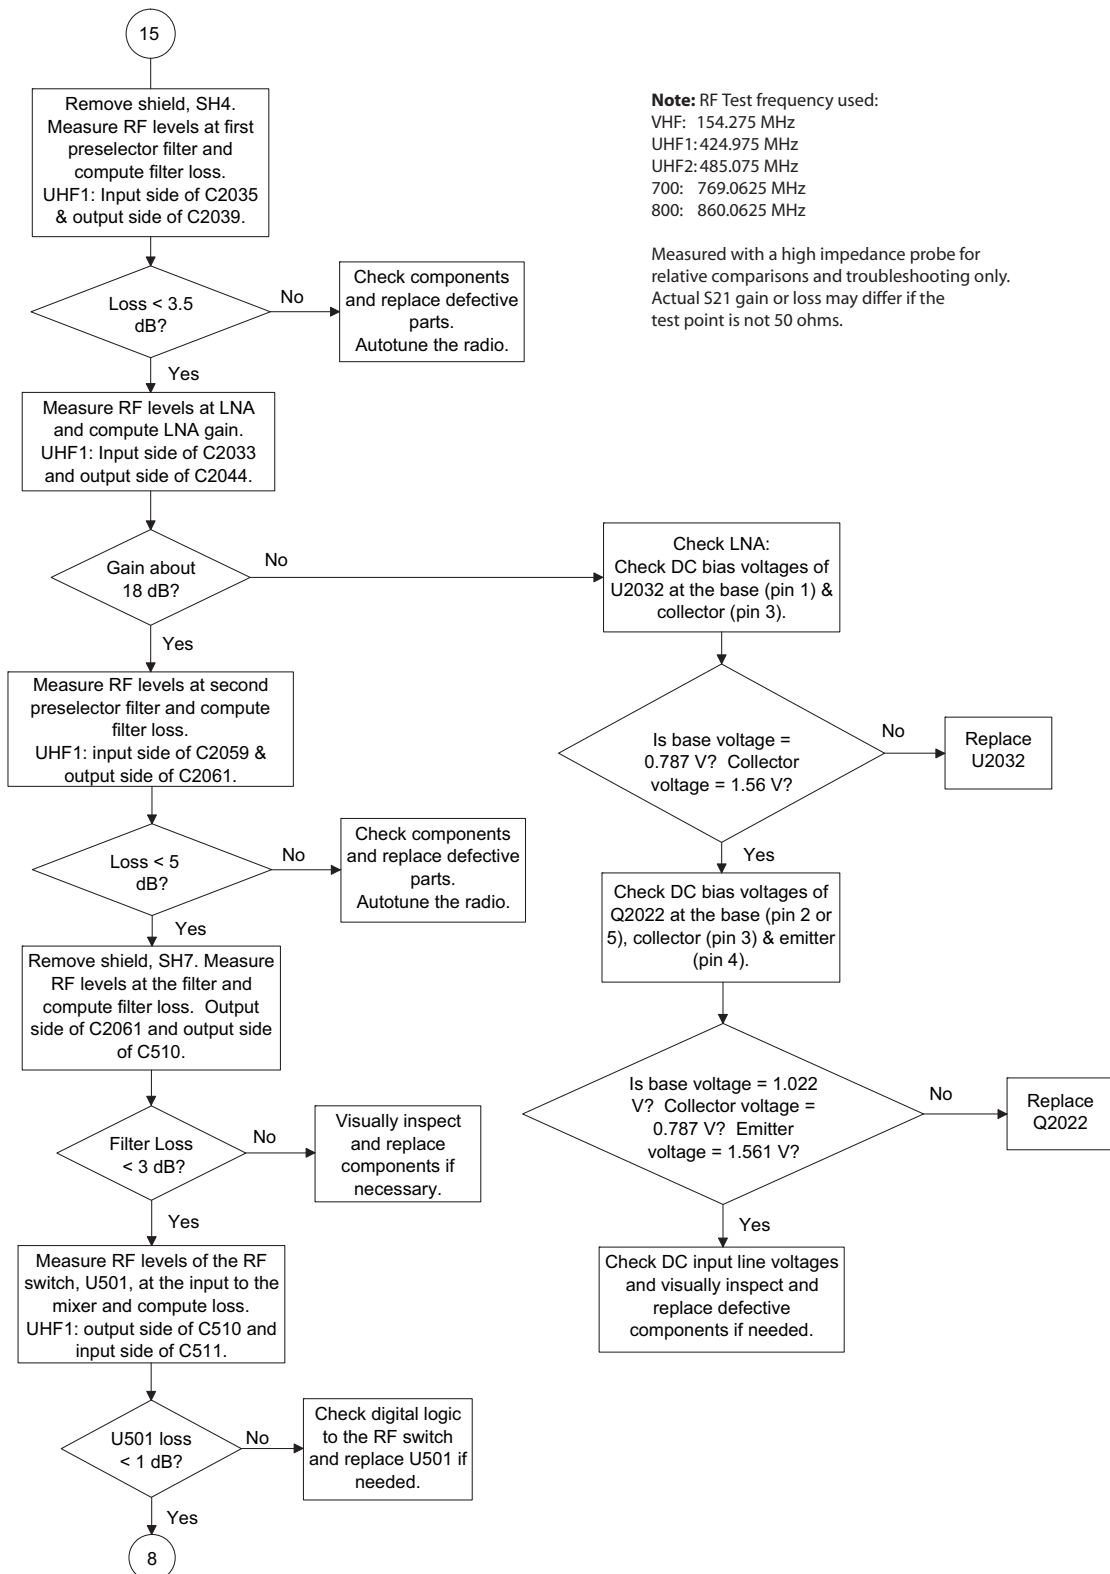 15
Remove shield, SH4.
Measure RF levels at first
preselector filter and
compute filter loss.
UHF1: Input side of C2035
& output side of C2039.
Note: RF Test frequency used:
VHF: 154.275 MHz
UHF1: 424.975 MHz
UHF2: 485.075 MHz
700: 769.0625 MHz
800: 860.0625 MHz
Measured with a high impedance probe for
relative comparisons and troubleshooting only.
Actual S21 gain or loss may differ if the
test point is not 50 ohms.
Loss < 3.5
dB?
No
Check components
and replace defective
parts.
Autotune the radio.
Yes
Measure RF levels at LNA
and compute LNA gain.
UHF1: Input side of C2033
and output side of C2044.
Gain about
18 dB?
No
Check LNA:
Check DC bias voltages of
U2032 at the base (pin 1) &
collector (pin 3).
Yes
Measure RF levels at second
preselector filter and compute
filter loss.
UHF1: input side of C2059 &
output side of C2061.
Is base voltage =
0.787 V? Collector
voltage = 1.56 V?
No
Replace
U2032
Loss < 5
dB?
No
Check components
and replace defective
parts.
Autotune the radio.
Yes
Yes
Check DC bias voltages of
Q2022 at the base (pin 2 or
5), collector (pin 3) & emitter
(pin 4).
Remove shield, SH7. Measure
RF levels at the filter and
compute filter loss. Output
side of C2061 and output side
of C510.
Is base voltage = 1.022
V? Collector voltage =
0.787 V? Emitter
voltage = 1.561 V?
No
Replace
Q2022
Filter Loss
< 3 dB?
No
Visually inspect
and replace
components if
necessary.
Yes
Yes
Check DC input line voltages
and visually inspect and
replace defective
components if needed.
Measure RF levels of the RF
switch, U501, at the input to the
mixer and compute loss.
UHF1: output side of C510 and
input side of C511.
U501 loss
< 1 dB?
No
Check digital logic
to the RF switch
and replace U501 if
needed.
Yes
8